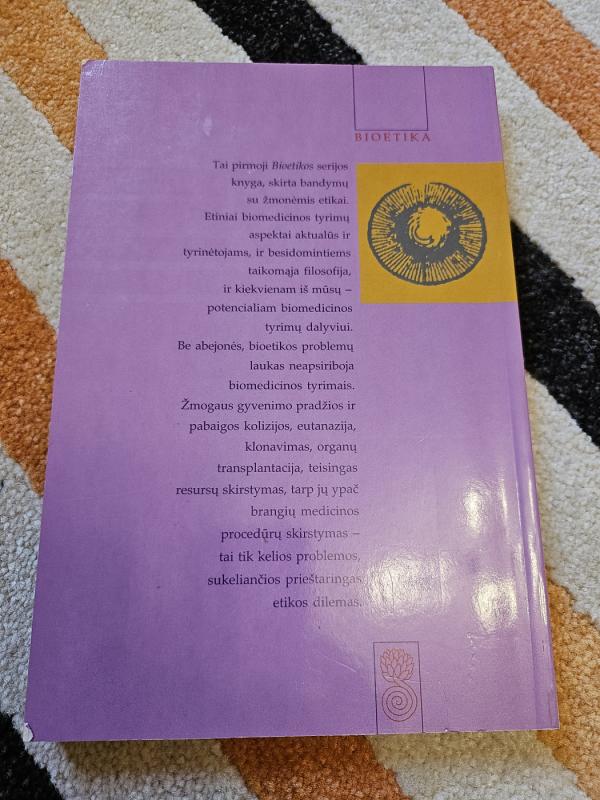 BIOETIKA
Tai pirmoji Bioetikos serijos
knyga, skirta bandymų
su žmonėmis etikai.
Etiniai biomedicinos tyrimų
aspektai aktualūs ir
tyrinėtojams, ir besidomintiems
taikomąja filosofija,
ir kiekvienam iš mūsų –
potencialiam biomedicinos
tyrimų dalyviui.
Be abejonės, bioetikos problemų
laukas neapsiriboja
biomedicinos tyrimais.
Žmogaus gyvenimo pradžios ir
pabaigos kolizijos, eutanazija,
klonavimas, organų
transplantacija, teisingas
resursų skirstymas, tarp jų ypač
brangių medicinos
procedūrų skirstymas –
tai tik kelios problemos,
sukeliančios prieštaringas
etikos dilemas.